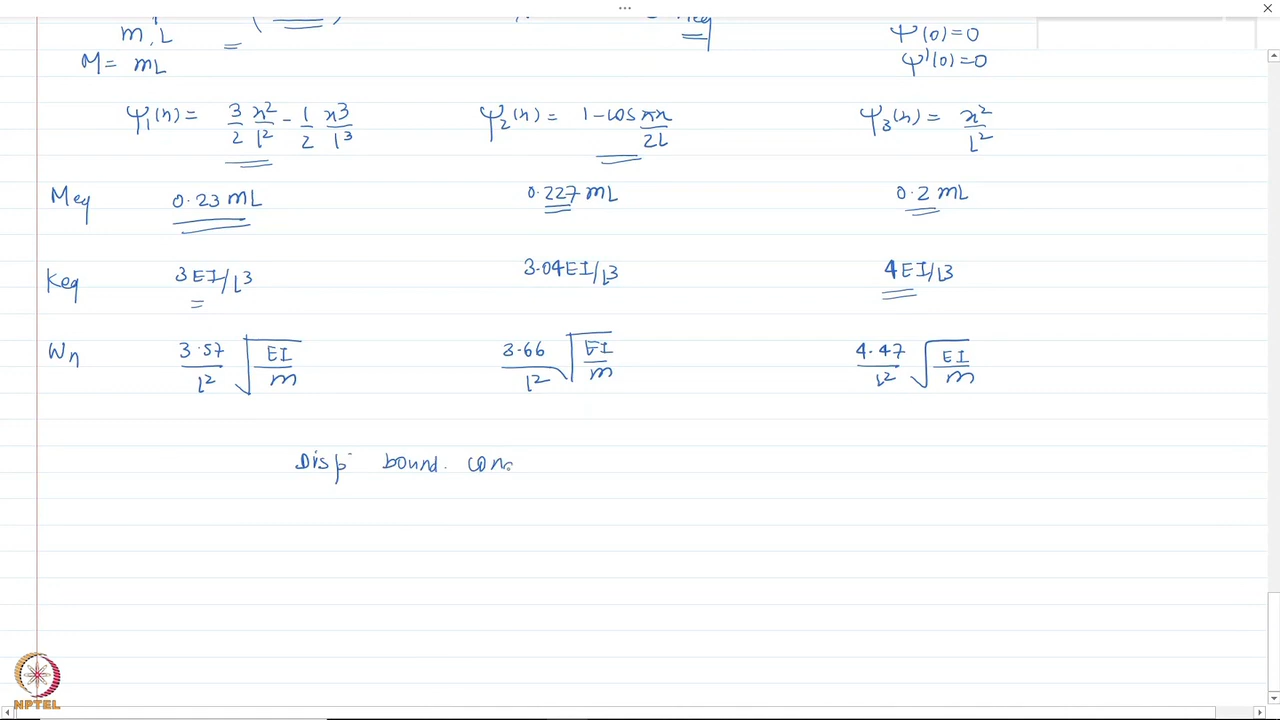 m, L
M = mL
ψ(0)=0
ψ'(0)=0
ψ₁(x) = 3/2 x²/L² - 1/2 x³/L³
ψ₂(x) = 1-cos πx/2L
ψ₃(x) = x²/L²
Meq 0.23 mL 0.227 mL 0.2 mL
Keq 3EI/L³ 3.04EI/L³ 4EI/L³
Wn 3.57/L² √EI/m 3.66/L² √EI/m 4.47/L² √EI/m
Disp bound. con
NPTEL